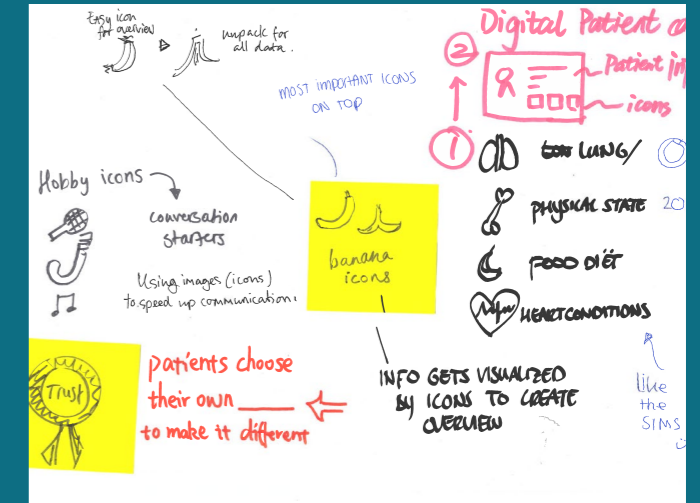 Easy icon
for overview
unpack for
all data.
MOST IMPORTANT ICONS
ON TOP
Digital Patient
2
Patient
icons
1
LUNG/
PHYSICAL STATE 20
FOOD DIËT
HEARTCONDITIONS
like
the
SIMS
Hobby icons
conversation
starters
Using images (icons)
to speed up communication.
banana
icons
Trust
patients choose
their own ______
to make it different
INFO GETS VISUALIZED
BY ICONS TO CREATE
OVERVIEW